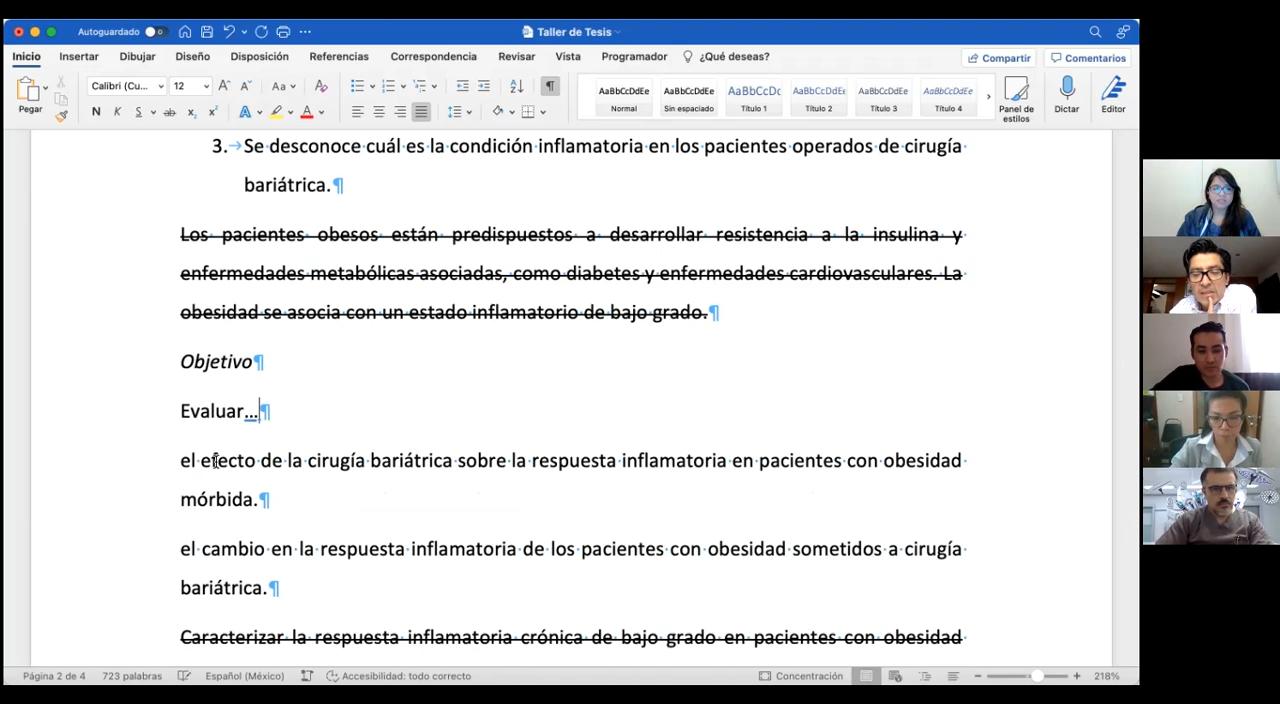 Autoguardado
Taller de Tesis
Inicio Insertar Dibujar Diseño Disposición Referencias Correspondencia Revisar Vista Programador ¿Qué deseas? Compartir Comentarios
Calibri (Cu... 12 A A Aa A
AaBbCcDdEe AaBbCcDdEe AaBbCcDc AaBbCcDdEe AaBbCcDdEe AaBbCcDdEe
Pegar N K S ab x₂ x² A A Normal Sin espaciado Título 1 Título 2 Título 3 Título 4 Panel de estilos Dictar Editor
3. Se desconoce cuál es la condición inflamatoria en los pacientes operados de cirugía
bariátrica.¶
Los pacientes obesos están predispuestos a desarrollar resistencia a la insulina y
enfermedades metabólicas asociadas, como diabetes y enfermedades cardiovasculares. La
obesidad se asocia con un estado inflamatorio de bajo grado.¶
Objetivo¶
Evaluar...¶
el efecto de la cirugía bariátrica sobre la respuesta inflamatoria en pacientes con obesidad
mórbida.¶
el cambio en la respuesta inflamatoria de los pacientes con obesidad sometidos a cirugía
bariátrica.¶
Caracterizar la respuesta inflamatoria crónica de bajo grado en pacientes con obesidad
Página 2 de 4 723 palabras Español (México) Accesibilidad: todo correcto Concentración 218%